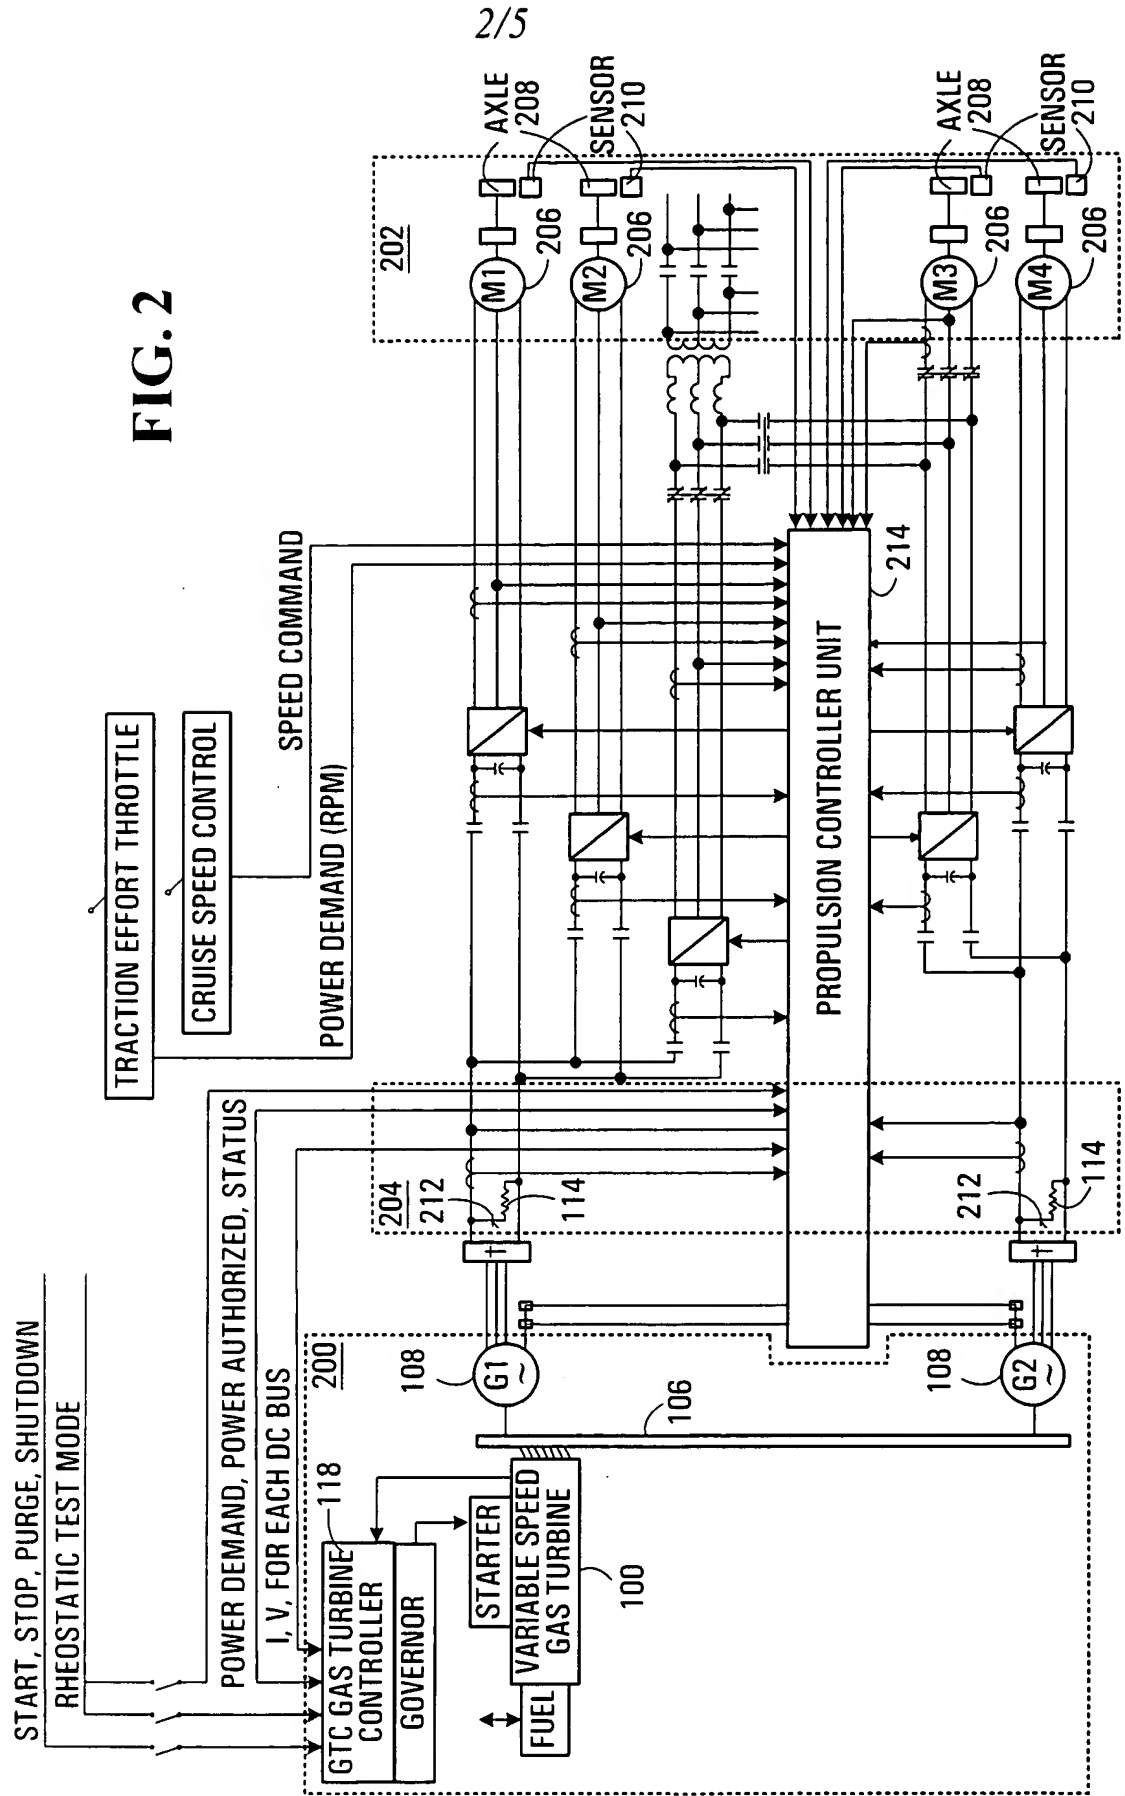 2/5
FIG. 2
START, STOP, PURGE, SHUTDOWN
RHEOSTATIC TEST MODE
TRACTION EFFORT THROTTLE
CRUISE SPEED CONTROL
SPEED COMMAND
POWER DEMAND (RPM)
POWER DEMAND, POWER AUTHORIZED, STATUS
I, V, FOR EACH DC BUS
GTC GAS TURBINE
CONTROLLER
118
GOVERNOR
STARTER
VARIABLE SPEED
GAS TURBINE
100
FUEL
200
106
108
G1
~
108
G2
~
204
212
114
212
114
PROPULSION CONTROLLER UNIT
214
202
M1
206
M2
206
AXLE
208
SENSOR
210
M3
206
M4
206
AXLE
208
SENSOR
210